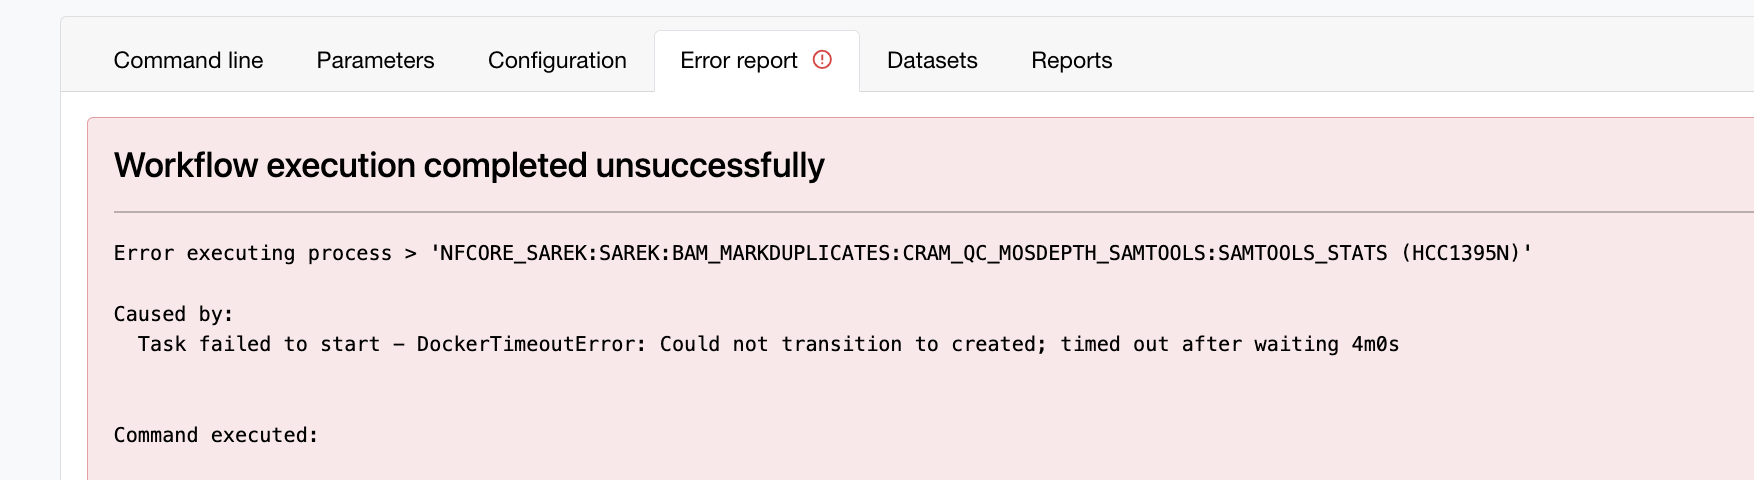 Command line Parameters Configuration Error report Datasets Reports
Workflow execution completed unsuccessfully
Error executing process > 'NFCORE_SAREK:SAREK:BAM_MARKDUPLICATES:CRAM_QC_MOSDEPTH_SAMTOOLS:SAMTOOLS_STATS (HCC1395N)'
Caused by:
Task failed to start – DockerTimeoutError: Could not transition to created; timed out after waiting 4m0s
Command executed: